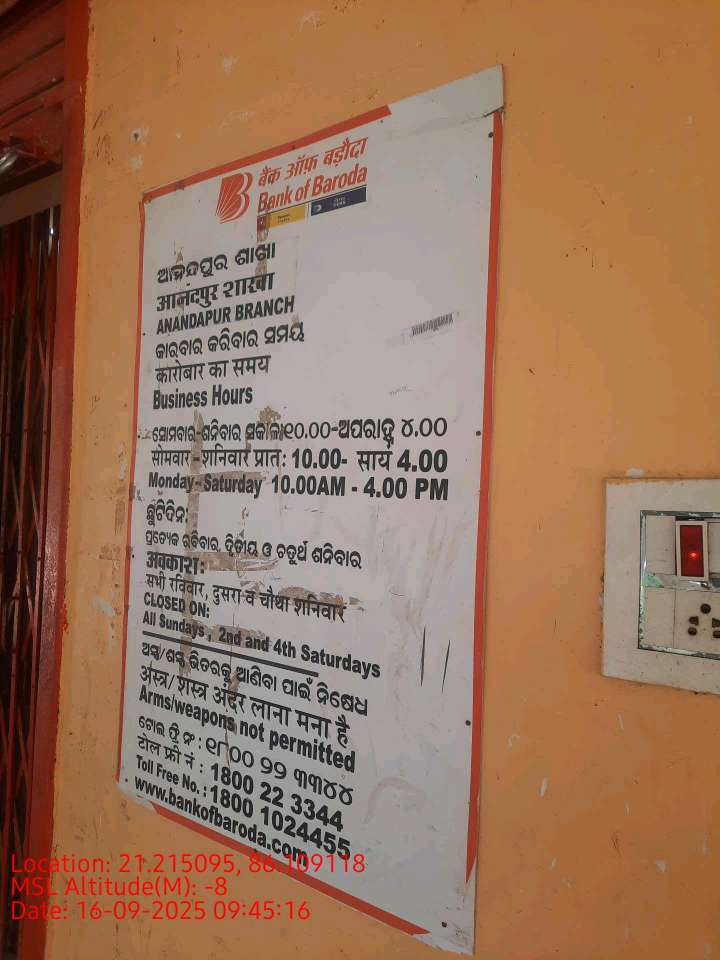 बैंक ऑफ़ बड़ौदा
Bank of Baroda
ଆନନ୍ଦପୁର ଶାଖା
आनंदपुर शाखा
ANANDAPUR BRANCH
କାରବାର କରିବାର ସମୟ
कारोबार का समय
Business Hours
ସୋମବାର-ଶନିବାର ସକାଳ ୧୦.୦୦-ଅପରାହ୍ନ ୪.୦୦
सोमवार-शनिवार प्रातः 10.00- सायं 4.00
Monday-Saturday 10.00AM - 4.00 PM
ଛୁଟିଦିନ:
ପ୍ରତ୍ୟେକ ରବିବାର, ଦ୍ଵିତୀୟ ଓ ଚତୁର୍ଥ ଶନିବାର
अवकाश:
सभी रविवार, दुसरा व चौथा शनिवार
CLOSED ON:
All Sundays, 2nd and 4th Saturdays
ଅସ୍ତ୍ର/ଶସ୍ତ୍ର ଭିତରକୁ ଆଣିବା ପାଇଁ ନିଷେଧ
अस्त्र/शस्त्र अंदर लाना मना है
Arms/weapons not permitted
ଟୋଲ ଫ୍ରି ନଂ : ୧୮୦୦ ୨୨ ୩୩୪୪
टोल फ्री नं : 1800 22 3344
Toll Free No. : 1800 1024455
www.bankofbaroda.com
Location: 21.215095, 86.109118
MSL Altitude(M): -8
Date: 16-09-2025 09:45:16